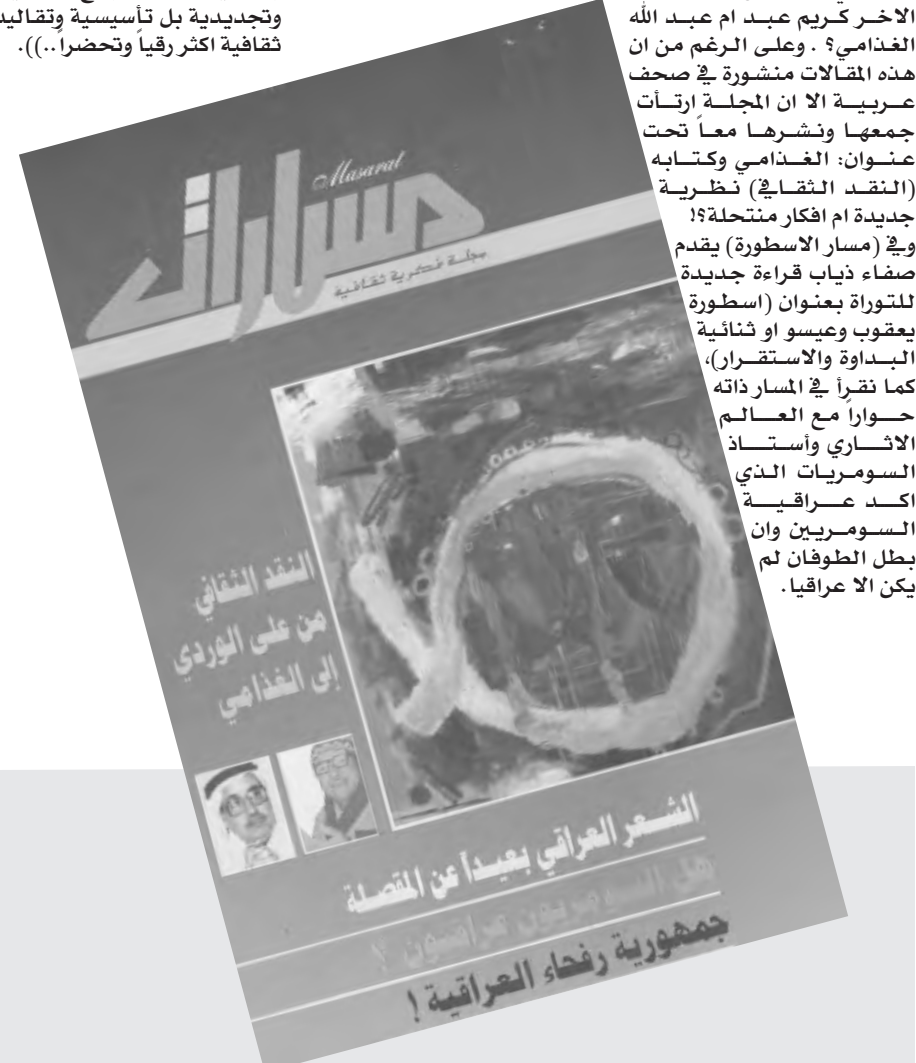 الاخر كريم عبد ام عبد الله
الغذامي؟ . وعلى الرغم من ان
هذه المقالات منشورة في صحف
عربية الا ان المجلة ارتأت
جمعها ونشرها معاً تحت
عنوان: الغذامي وكتابه
(النقد الثقافي) نظرية
جديدة ام افكار منتحلة؟!
وفي (مسار الاسطورة) يقدم
صفاء ذياب قراءة جديدة
للتوراة بعنوان (اسطورة
يعقوب وعيسو او ثنائية
البداوة والاستقرار)،
كما نقرأ في المسار ذاته
حواراً مع العالم
الاثاري وأستاذ
السومريات الذي
اكد عراقية
السومريين وان
بطل الطوفان لم
يكن الا عراقيا.
وتجديدية بل تأسيسية وتقاليد
ثقافية اكثر رقياً وتحضراً..)).
Masarat
مسارات
مجلة فكرية ثقافية
النقد الثقافي
من على الوردي
إلى الغذامي
الشعر العراقي بعيداً عن المقصلة
هل السومريون عراقيون ؟
جمهورية رفحاء العراقية !